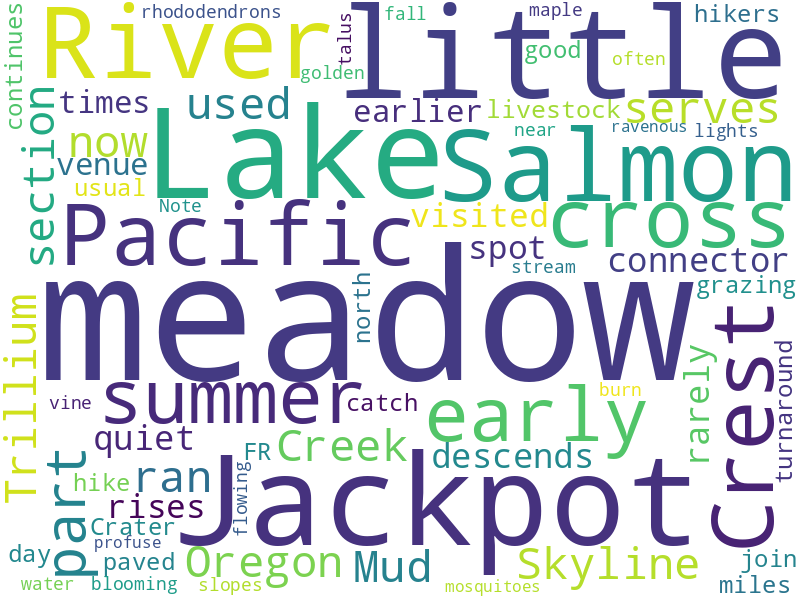 continues
rhododendrons
talus
fall
maple
hikers
River
little
golden
good
often
times
used
earlier
livestock
serves
section
now
venue
usual
Note
Lake
Salmon
near
ravenous
lights
Pacific
visited
cross
spot
stream
connector
grazing
north
meadow
Crest
Trillium
rarely
turnaround
vine
summer
catch
early
burn
quiet
FR
Creek
descends
part
hike
ran
rises
flowing
Jackpot
Crater
profuse
day
paved
Oregon
Mud
Skyline
join
water
blooming
slopes
mosquitoes
miles